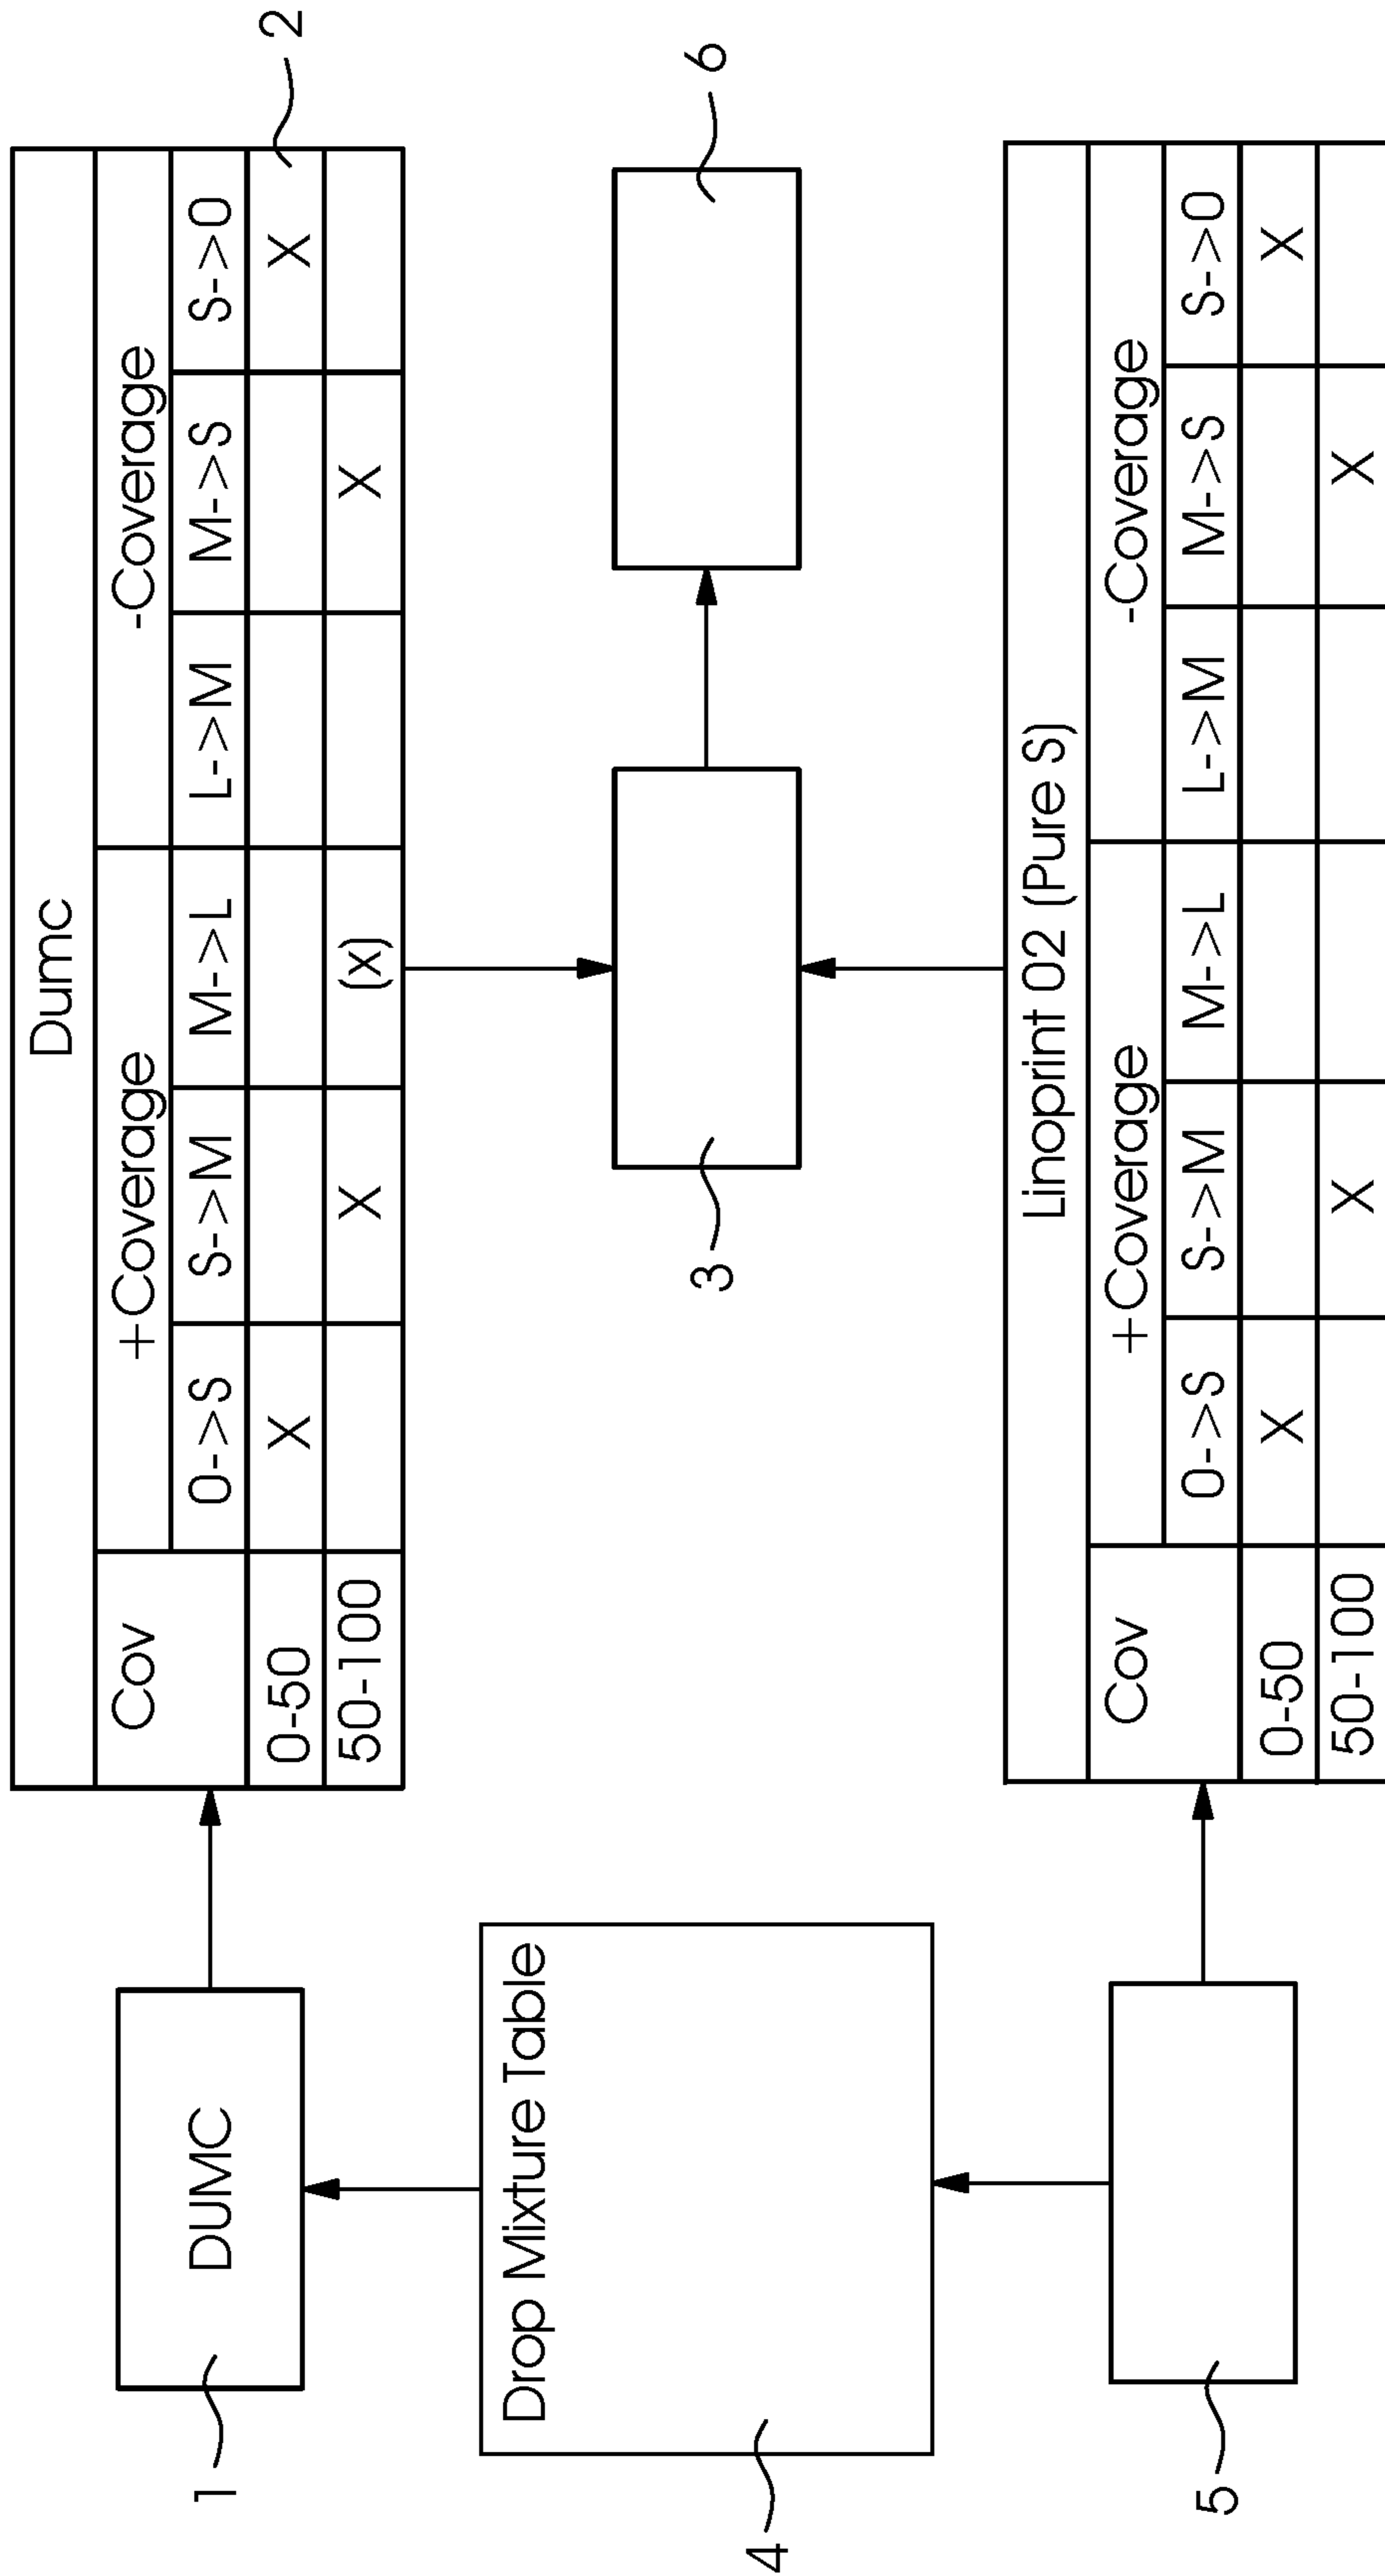 Dumc
Cov +Coverage -Coverage
0->S S->M M->L L->M M->S S->0
0-50 X X
50-100 X (x) X
2
DUMC
1
Drop Mixture Table
4
3
6
Linoprint 02 (Pure S)
Cov +Coverage -Coverage
0->S S->M M->L L->M M->S S->0
0-50 X X
50-100 X X
5